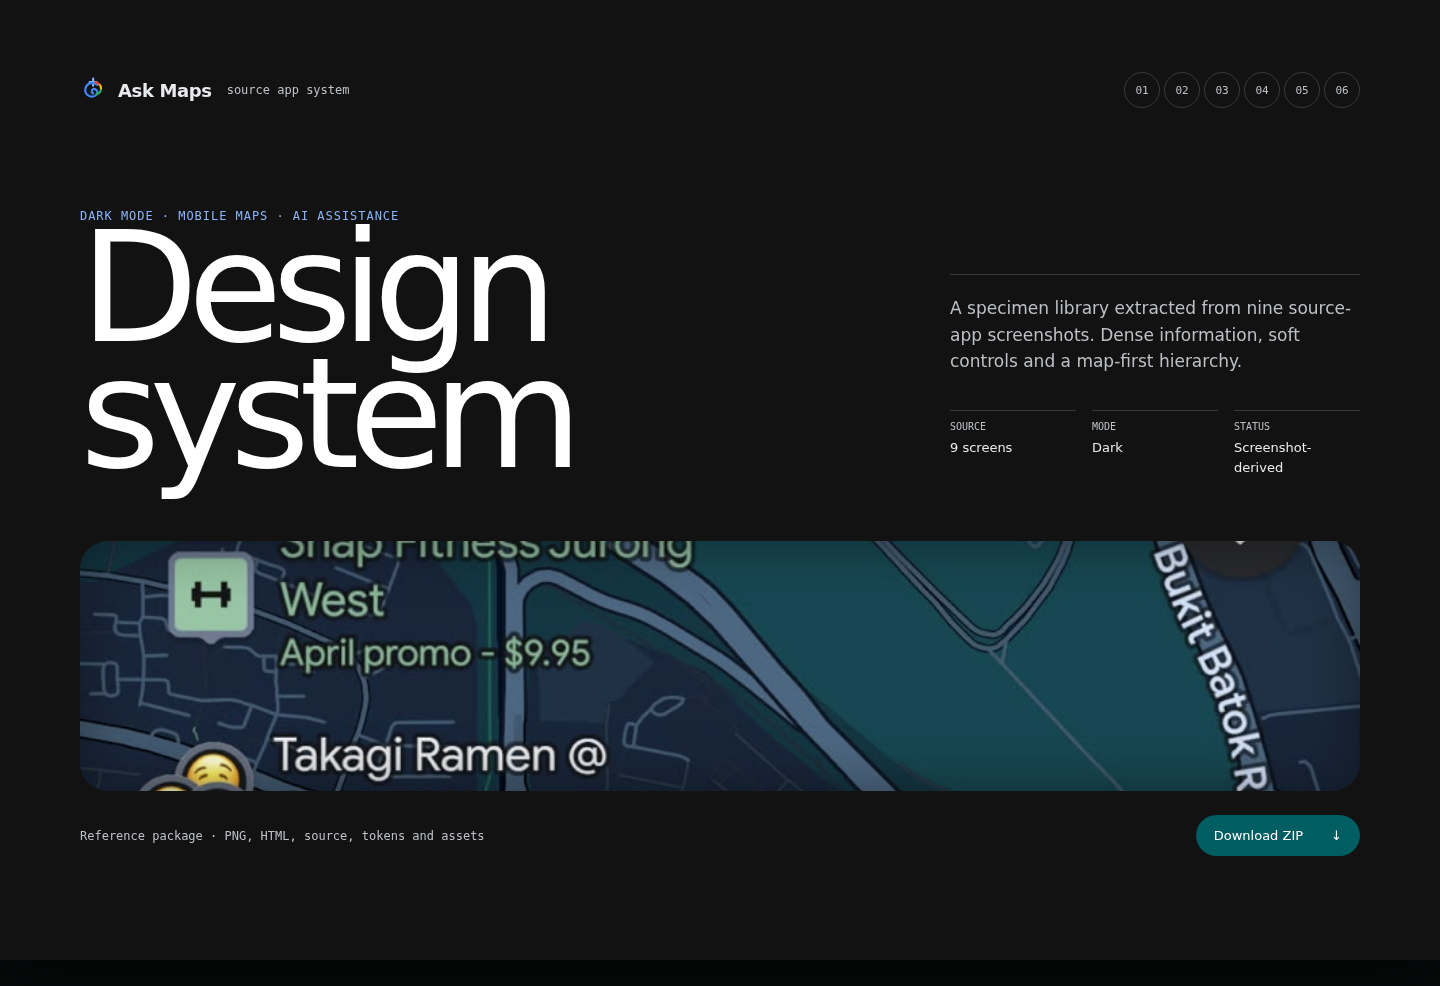 Ask Maps source app system
01 02 03 04 05 06
DARK MODE · MOBILE MAPS · AI ASSISTANCE
Design
system
A specimen library extracted from nine source-
app screenshots. Dense information, soft
controls and a map-first hierarchy.
SOURCE
9 screens
MODE
Dark
STATUS
Screenshot-
derived
Snap Fitness Jurong
West
April promo - $9.95
Takagi Ramen @
Bukit Batok R
Reference package · PNG, HTML, source, tokens and assets
Download ZIP ↓